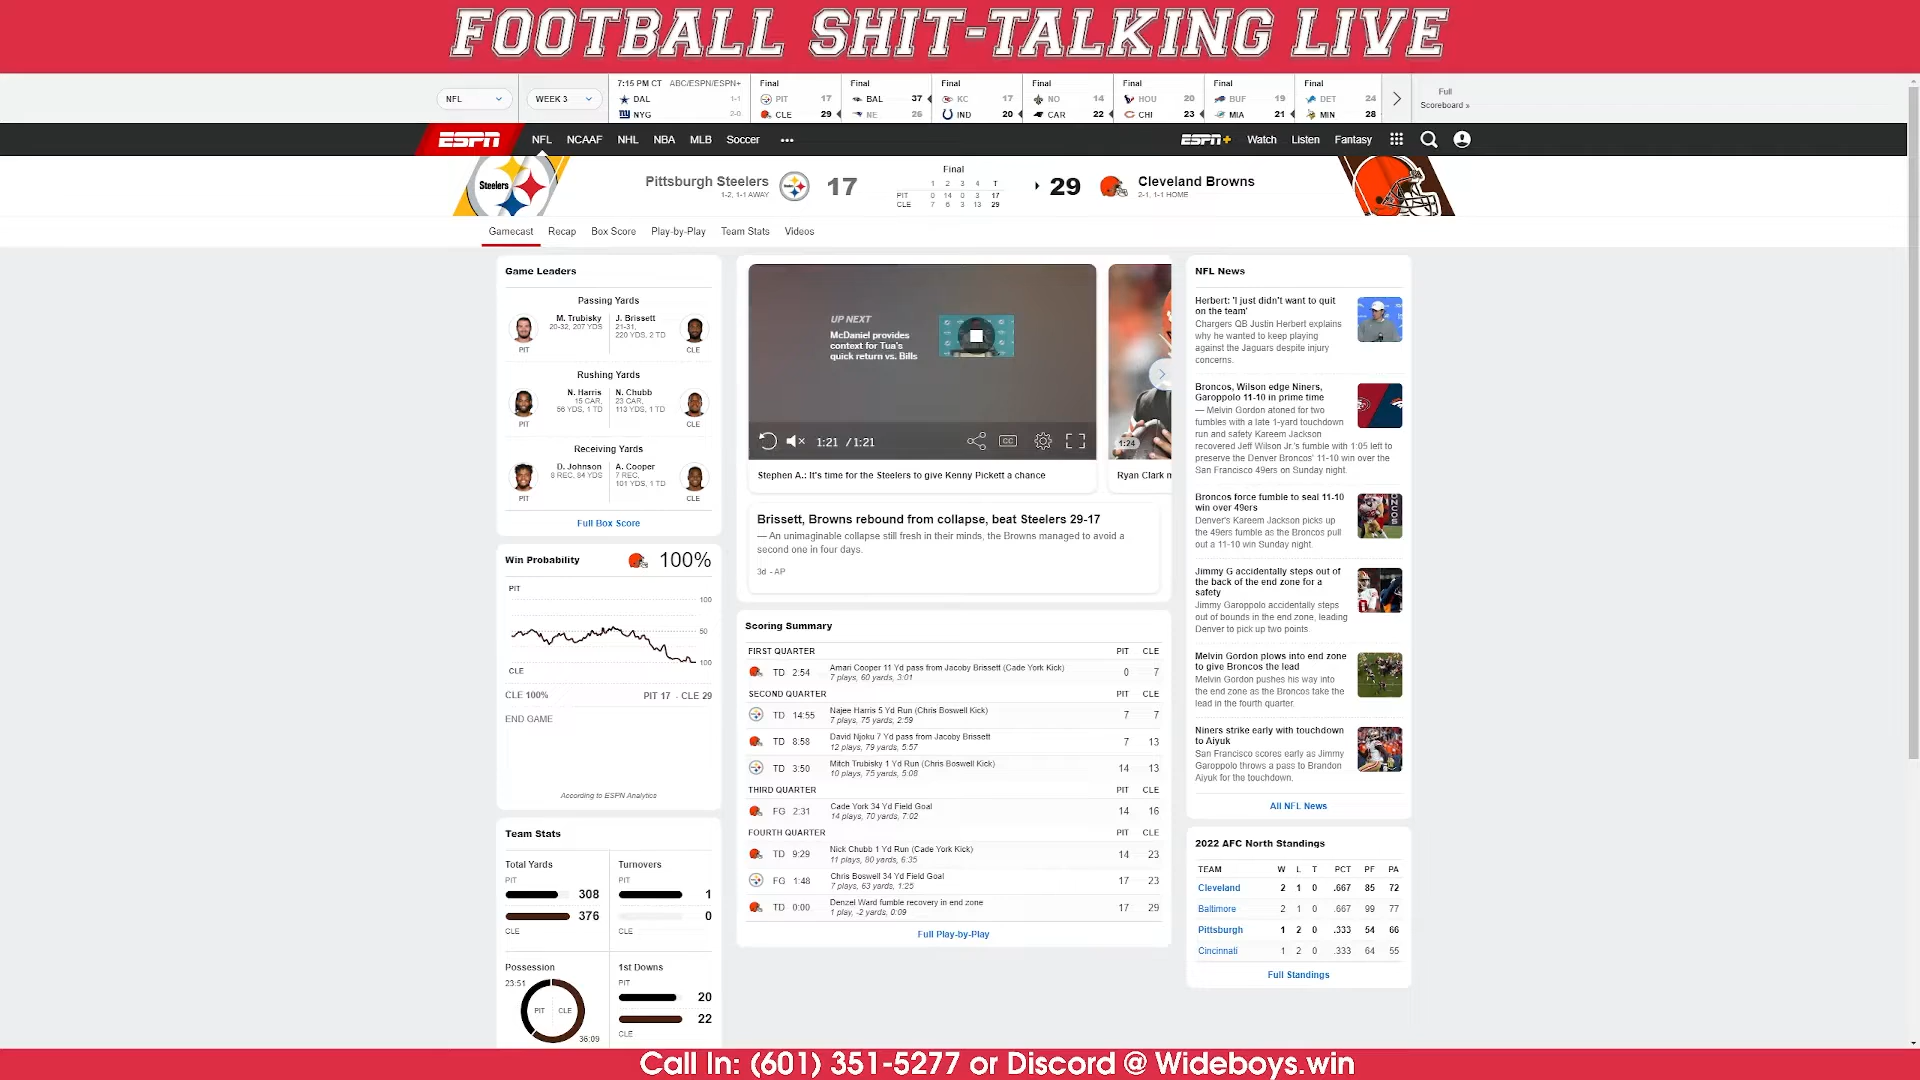 FOOTBALL SHIT-TALKING LIVE
NFL
WEEK 3
7:15 PM CT ABC/ESPN/ESPN+
DAL 1-1
NYG 2-0
Final
PIT 17
CLE 29
Final
BAL 37
NE 26
Final
KC 17
IND 20
Final
NO 14
CAR 22
Final
HOU 20
CHI 23
Final
BUF 19
MIA 21
Final
DET 24
MIN 28
Full
Scoreboard »
ESPN NFL NCAAF NHL NBA MLB Soccer ••• ESPN+ Watch Listen Fantasy
Steelers
Pittsburgh Steelers
1-2, 1-1 AWAY
17
Final
1 2 3 4 T
PIT 0 14 0 3 17
CLE 7 6 3 13 29
29
Cleveland Browns
2-1, 1-1 HOME
Gamecast Recap Box Score Play-by-Play Team Stats Videos
Game Leaders
Passing Yards
M. Trubisky
20-32, 207 YDS
PIT
J. Brissett
21-31,
220 YDS, 2 TD
CLE
Rushing Yards
N. Harris
15 CAR,
56 YDS, 1 TD
PIT
N. Chubb
23 CAR,
113 YDS, 1 TD
CLE
Receiving Yards
D. Johnson
8 REC, 84 YDS
PIT
A. Cooper
7 REC,
101 YDS, 1 TD
CLE
Full Box Score
Win Probability 100%
PIT
100
50
100
CLE
CLE 100% PIT 17 - CLE 29
END GAME
According to ESPN Analytics
Team Stats
Total Yards
PIT
308
376
CLE
Turnovers
PIT
1
0
CLE
Possession
23:51
PIT CLE
36:09
1st Downs
PIT
20
22
CLE
UP NEXT
McDaniel provides
context for Tua's
quick return vs. Bills
1:21 / 1:21
CC
Stephen A.: It's time for the Steelers to give Kenny Pickett a chance
1:24
Ryan Clark
Brissett, Browns rebound from collapse, beat Steelers 29-17
— An unimaginable collapse still fresh in their minds, the Browns managed to avoid a
second one in four days.
3d - AP
Scoring Summary
FIRST QUARTER PIT CLE
TD 2:54 Amari Cooper 11 Yd pass from Jacoby Brissett (Cade York Kick) 0 7
7 plays, 60 yards, 3:01
SECOND QUARTER PIT CLE
TD 14:55 Najee Harris 5 Yd Run (Chris Boswell Kick) 7 7
7 plays, 75 yards, 2:59
TD 8:58 David Njoku 7 Yd pass from Jacoby Brissett 7 13
12 plays, 79 yards, 5:57
TD 3:50 Mitch Trubisky 1 Yd Run (Chris Boswell Kick) 14 13
10 plays, 75 yards, 5:08
THIRD QUARTER PIT CLE
FG 2:31 Cade York 34 Yd Field Goal 14 16
14 plays, 70 yards, 7:02
FOURTH QUARTER PIT CLE
TD 9:29 Nick Chubb 1 Yd Run (Cade York Kick) 14 23
11 plays, 80 yards, 6:35
FG 1:48 Chris Boswell 34 Yd Field Goal 17 23
7 plays, 63 yards, 1:25
TD 0:00 Denzel Ward fumble recovery in end zone 17 29
1 play, -2 yards, 0:09
Full Play-by-Play
NFL News
Herbert: 'I just didn't want to quit
on the team'
Chargers QB Justin Herbert explains
why he wanted to keep playing
against the Jaguars despite injury
concerns.
Broncos, Wilson edge Niners,
Garoppolo 11-10 in prime time
— Melvin Gordon atoned for two
fumbles with a late 1-yard touchdown
run and safety Kareem Jackson
recovered Jeff Wilson Jr.'s fumble with 1:05 left to
preserve the Denver Broncos' 11-10 win over the
San Francisco 49ers on Sunday night.
Broncos force fumble to seal 11-10
win over 49ers
Denver's Kareem Jackson picks up
the 49ers fumble as the Broncos pull
out a 11-10 win Sunday night.
Jimmy G accidentally steps out of
the back of the end zone for a
safety
Jimmy Garoppolo accidentally steps
out of bounds in the end zone, leading
Denver to pick up two points.
Melvin Gordon plows into end zone
to give Broncos the lead
Melvin Gordon pushes his way into
the end zone as the Broncos take the
lead in the fourth quarter.
Niners strike early with touchdown
to Aiyuk
San Francisco scores early as Jimmy
Garoppolo throws a pass to Brandon
Aiyuk for the touchdown.
All NFL News
2022 AFC North Standings
TEAM W L T PCT PF PA
Cleveland 2 1 0 .667 85 72
Baltimore 2 1 0 .667 99 77
Pittsburgh 1 2 0 .333 54 66
Cincinnati 1 2 0 .333 64 55
Full Standings
Call In: (601) 351-5277 or Discord @ Wideboys.win